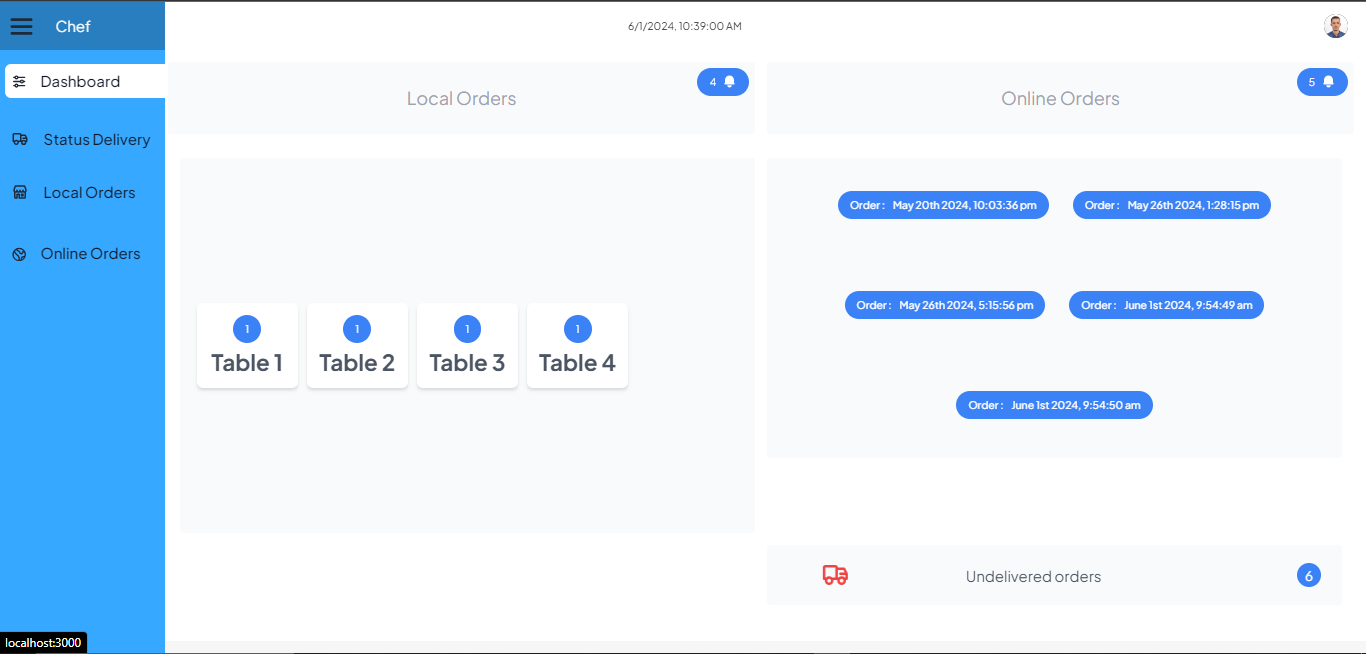 Chef
6/1/2024, 10:39:00 AM
Dashboard
Status Delivery
Local Orders
Online Orders
Local Orders
4
1
Table 1
1
Table 2
1
Table 3
1
Table 4
Online Orders
5
Order : May 20th 2024, 10:03:36 pm
Order : May 26th 2024, 1:28:15 pm
Order : May 26th 2024, 5:15:56 pm
Order : June 1st 2024, 9:54:49 am
Order : June 1st 2024, 9:54:50 am
Undelivered orders
6
localhost:3000